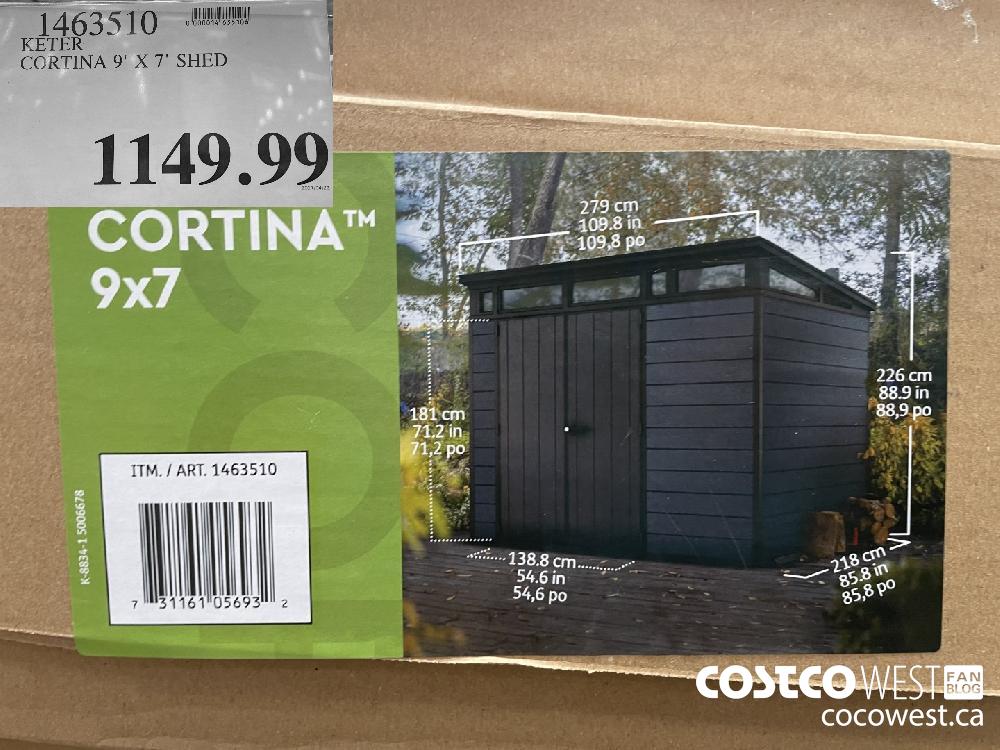 1463510
KETER
CORTINA 9' X 7' SHED
1149.99
CORTINA™
9x7
279 cm
109.8 in
109,8 po
226 cm
88.9 in
88,9 po
181 cm
71.2 in
71,2 po
ITM. / ART. 1463510
K-8834-1 5006678
7 31161 05693 2
138.8 cm
54.6 in
54,6 po
218 cm
85.8 in
85,8 po
COSTCO WEST FAN BLOG
cocowest.ca